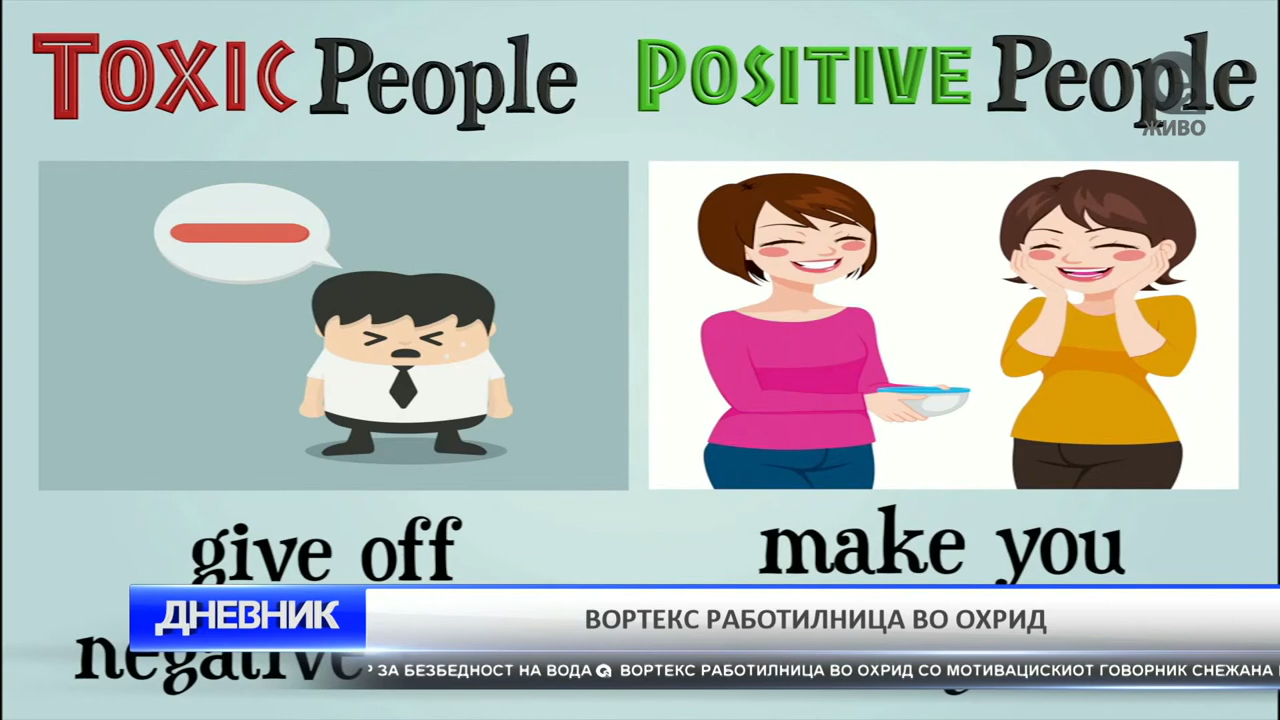 TOXIC People
POSITIVE People
ЖИВО
give off
negative
make you
ДНЕВНИК
ВОРТЕКС РАБОТИЛНИЦА ВО ОХРИД
Р ЗА БЕЗБЕДНОСТ НА ВОДА ВОРТЕКС РАБОТИЛНИЦА ВО ОХРИД СО МОТИВАЦИСКИОТ ГОВОРНИК СНЕЖАНА